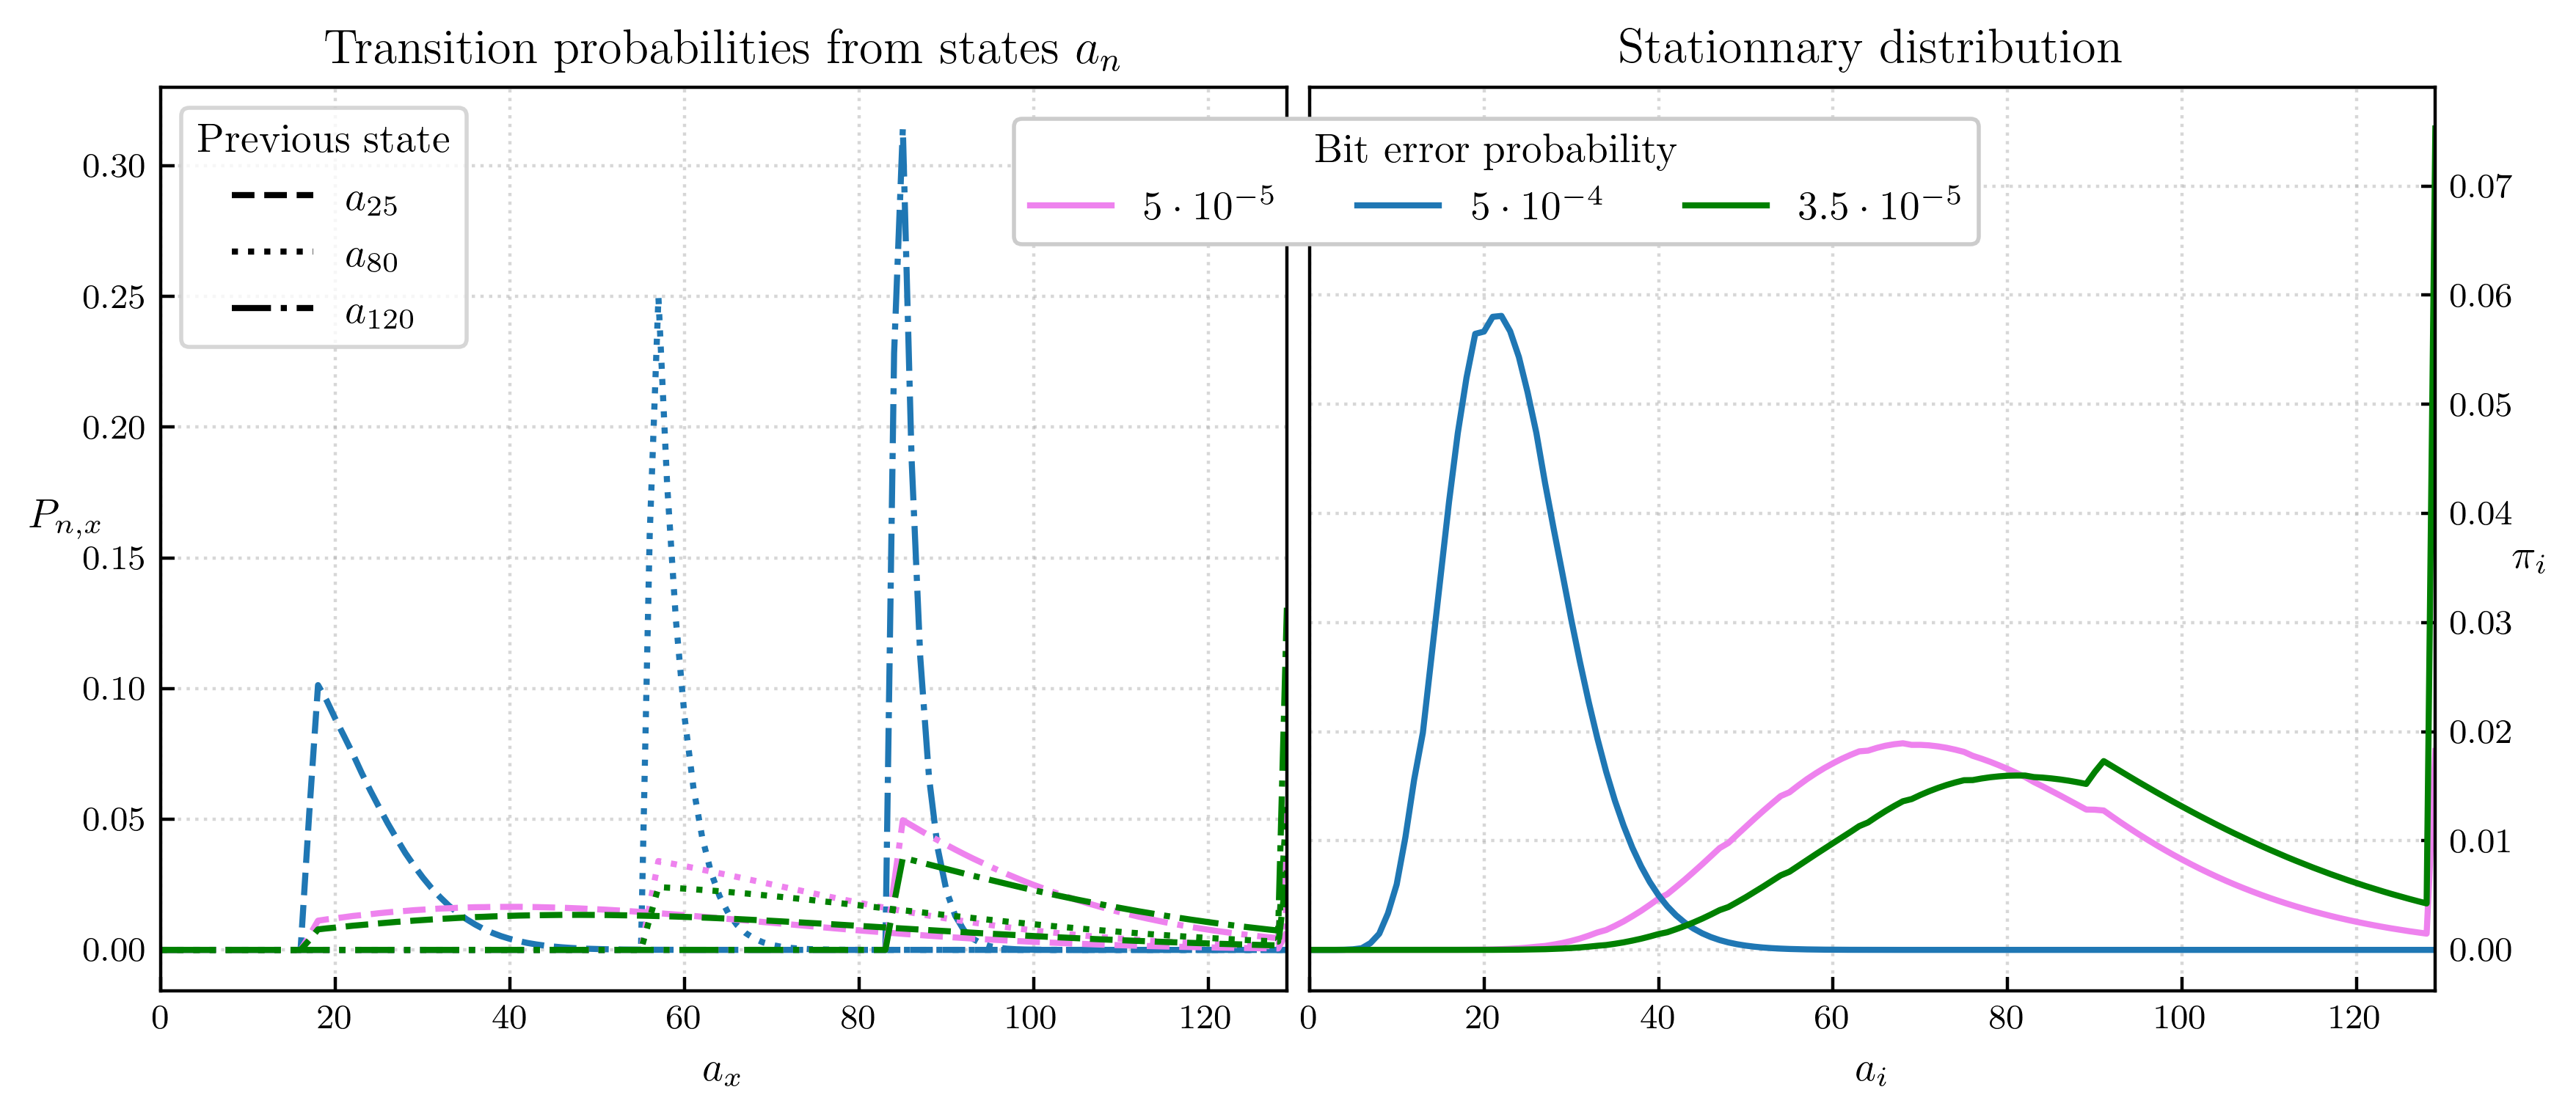 Transition probabilities from states aₙ
Stationnary distribution
Previous state
a₂₅
a₈₀
a₁₂₀
Bit error probability
5 · 10⁻⁵
5 · 10⁻⁴
3.5 · 10⁻⁵
0.30
0.25
0.20
0.15
0.10
0.05
0.00
Pₙ,ₓ
0
20
40
60
80
100
120
aₓ
0
20
40
60
80
100
120
aᵢ
0.07
0.06
0.05
0.04
0.03
0.02
0.01
0.00
πᵢ